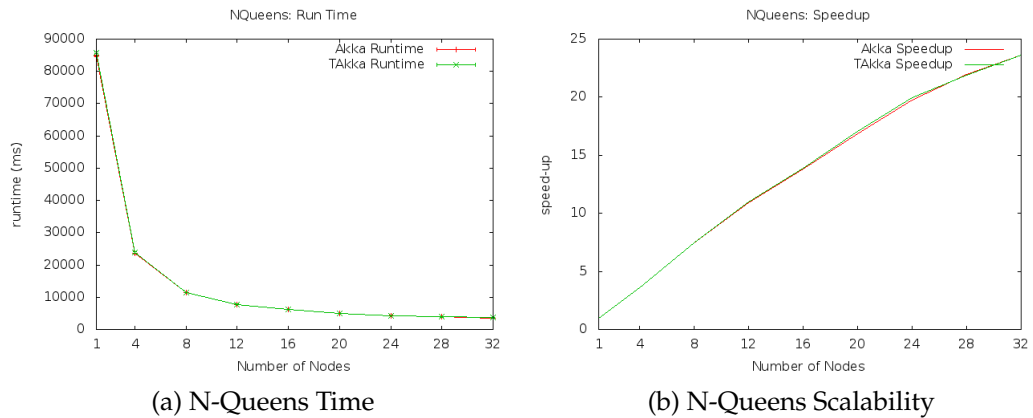 NQueens: Run Time
Akka Runtime
TAkka Runtime
90000
80000
70000
60000
50000
40000
30000
20000
10000
0
runtime (ms)
1 4 8 12 16 20 24 28 32
Number of Nodes
(a) N-Queens Time
NQueens: Speedup
Akka Speedup
TAkka Speedup
25
20
15
10
5
0
speed-up
1 4 8 12 16 20 24 28 32
Number of Nodes
(b) N-Queens Scalability